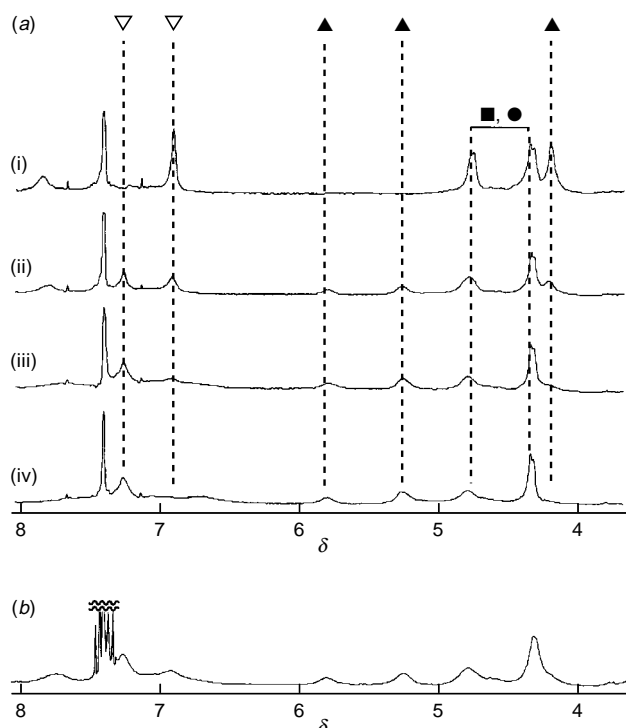 (a)
▽ ▽ ▲ ▲ ▲
■, ●
(i)
(ii)
(iii)
(iv)
8 7 6 5 4
δ
(b)
8 7 6 5 4
δ